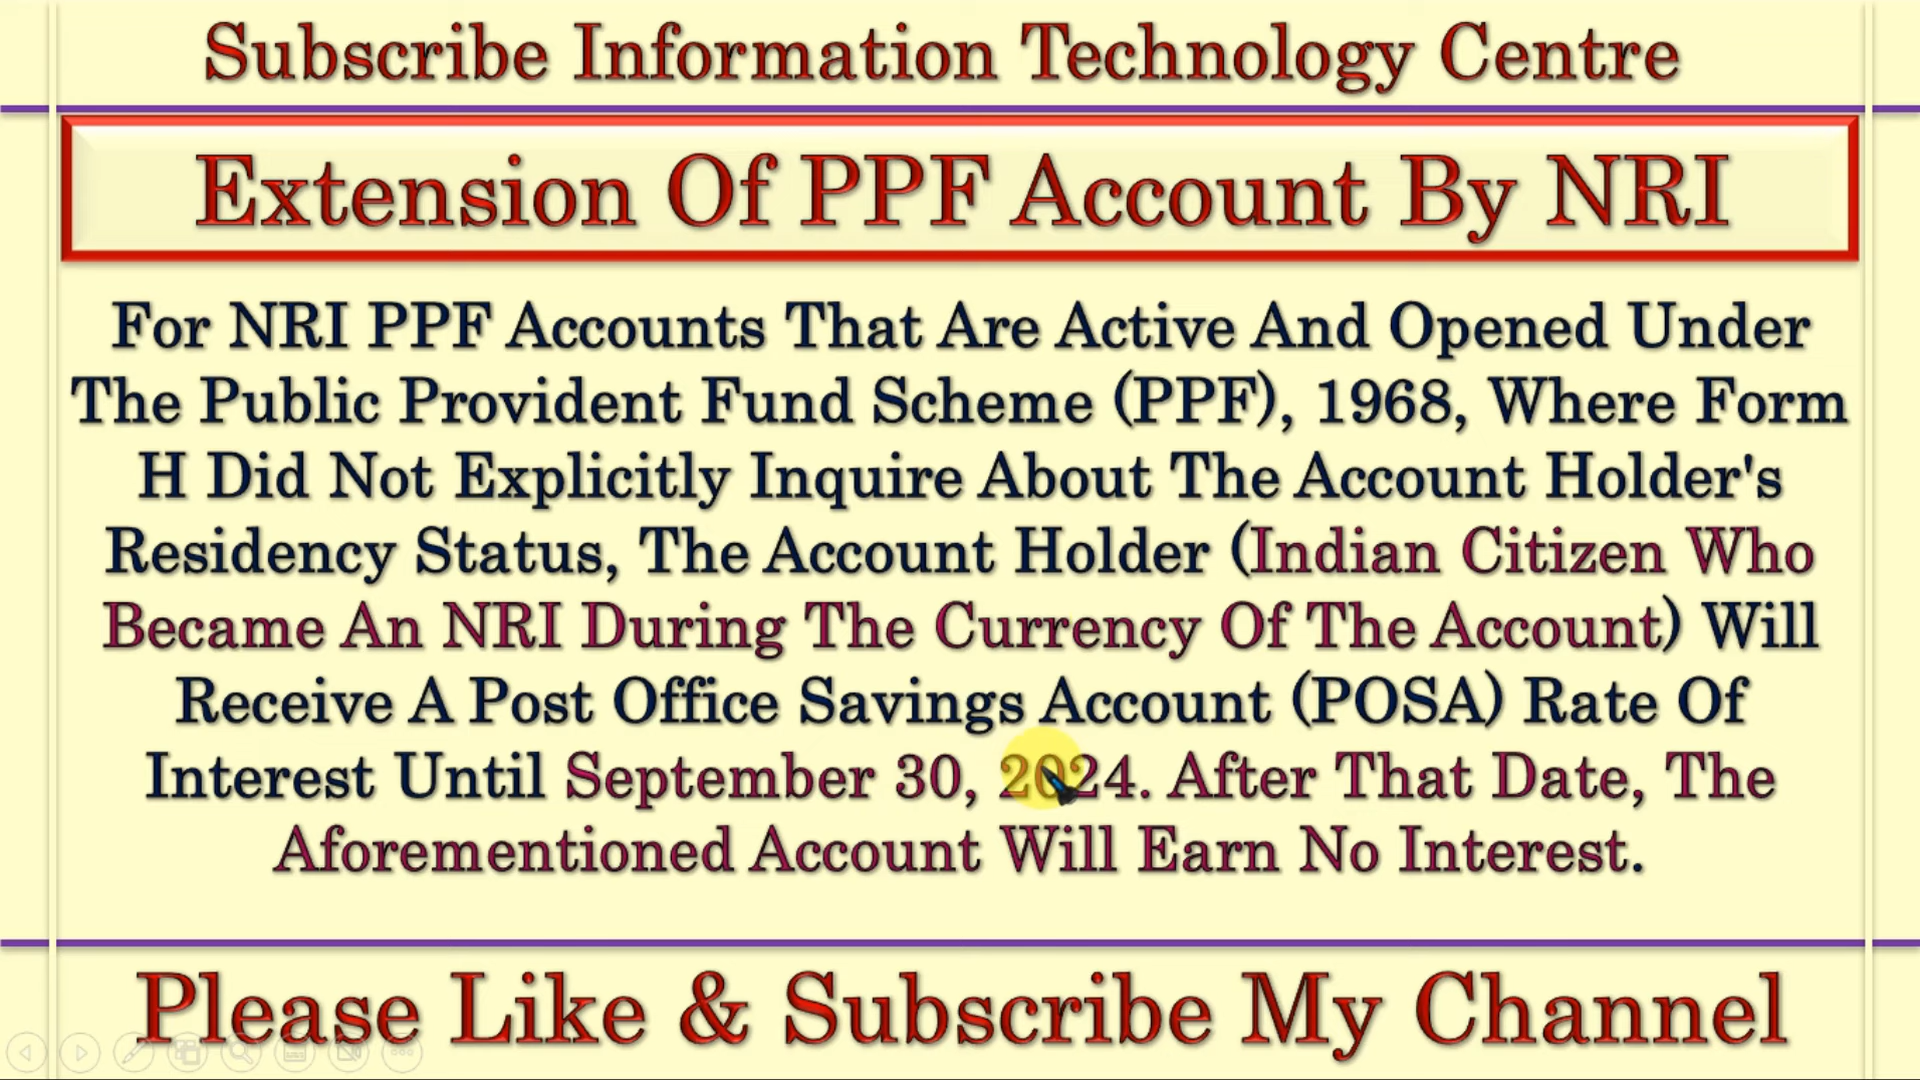 Subscribe Information Technology Centre
Extension Of PPF Account By NRI
For NRI PPF Accounts That Are Active And Opened Under
The Public Provident Fund Scheme (PPF), 1968, Where Form
H Did Not Explicitly Inquire About The Account Holder's
Residency Status, The Account Holder (Indian Citizen Who
Became An NRI During The Currency Of The Account) Will
Receive A Post Office Savings Account (POSA) Rate Of
Interest Until September 30, 2024. After That Date, The
Aforementioned Account Will Earn No Interest.
Please Like & Subscribe My Channel